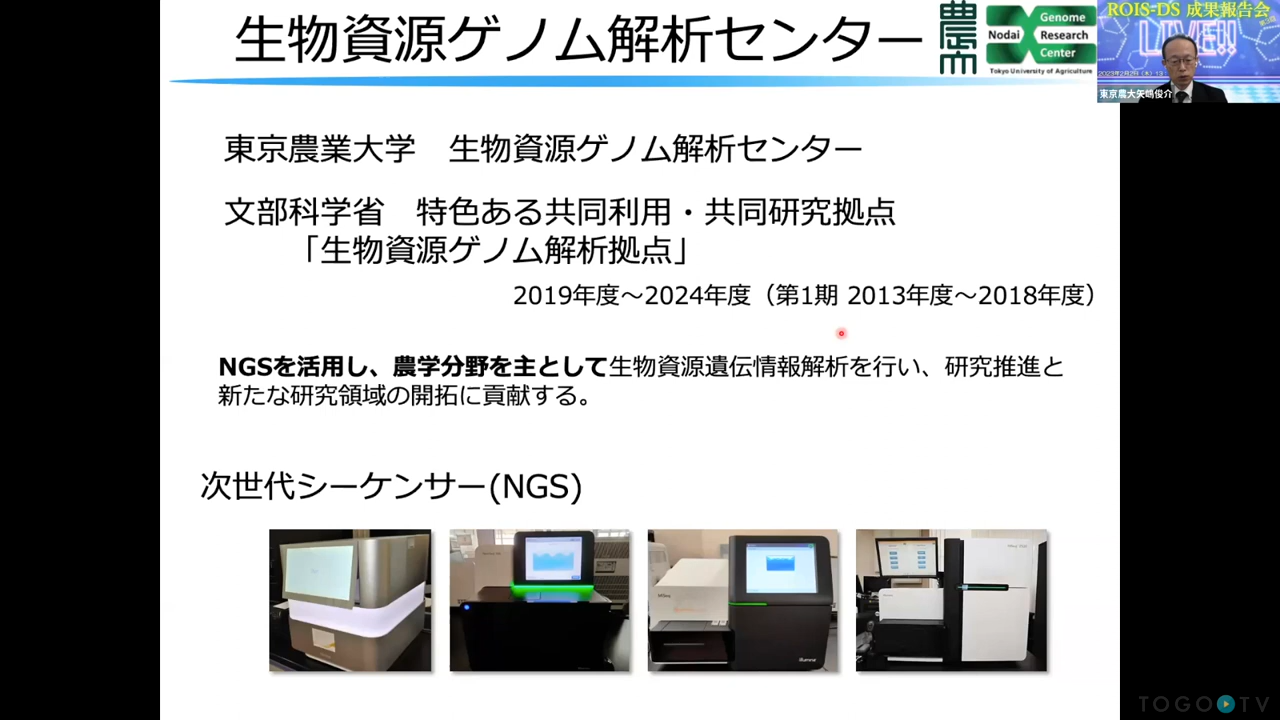 生物資源ゲノム解析センター
Nodai
Genome
Research
Center
Tokyo University of Agriculture
ROIS-DS 成果報告会
LIVE!!
東京農大矢嶋俊介
東京農業大学 生物資源ゲノム解析センター
文部科学省 特色ある共同利用・共同研究拠点
「生物資源ゲノム解析拠点」
2019年度～2024年度（第1期 2013年度～2018年度）
NGSを活用し、農学分野を主として生物資源遺伝情報解析を行い、研究推進と
新たな研究領域の開拓に貢献する。
次世代シーケンサー(NGS)
illumina
TOGO TV